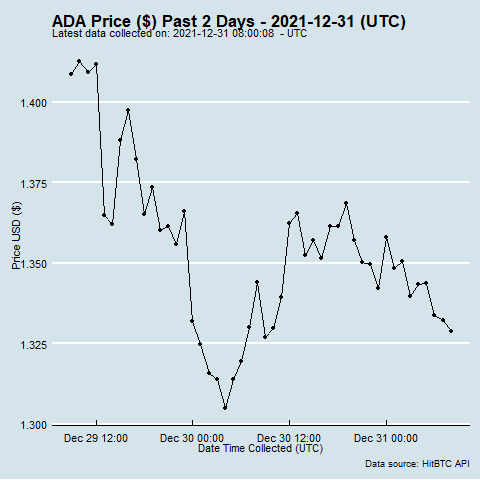 ADA Price ($) Past 2 Days - 2021-12-31 (UTC)
Latest data collected on: 2021-12-31 08:00:08  - UTC
1.400
1.375
1.350
1.325
1.300
Price USD ($)
Dec 29 12:00
Dec 30 00:00
Dec 30 12:00
Dec 31 00:00
Date Time Collected (UTC)
Data source: HitBTC API